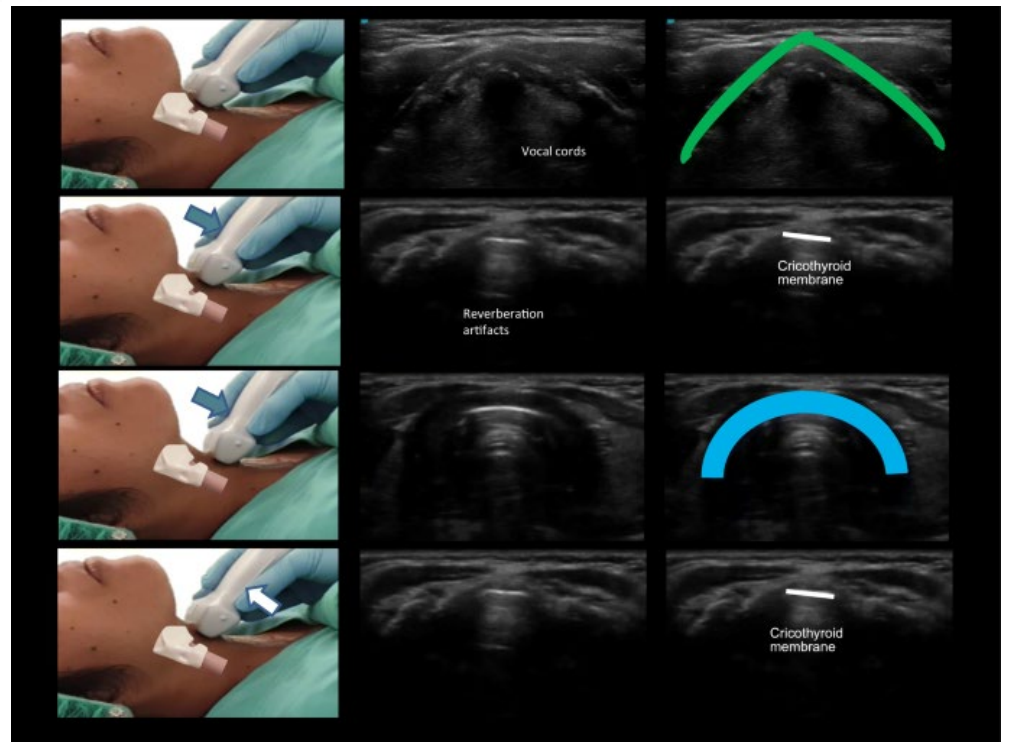 Vocal cords
Cricothyroid
membrane
Reverberation
artifacts
Cricothyroid
membrane